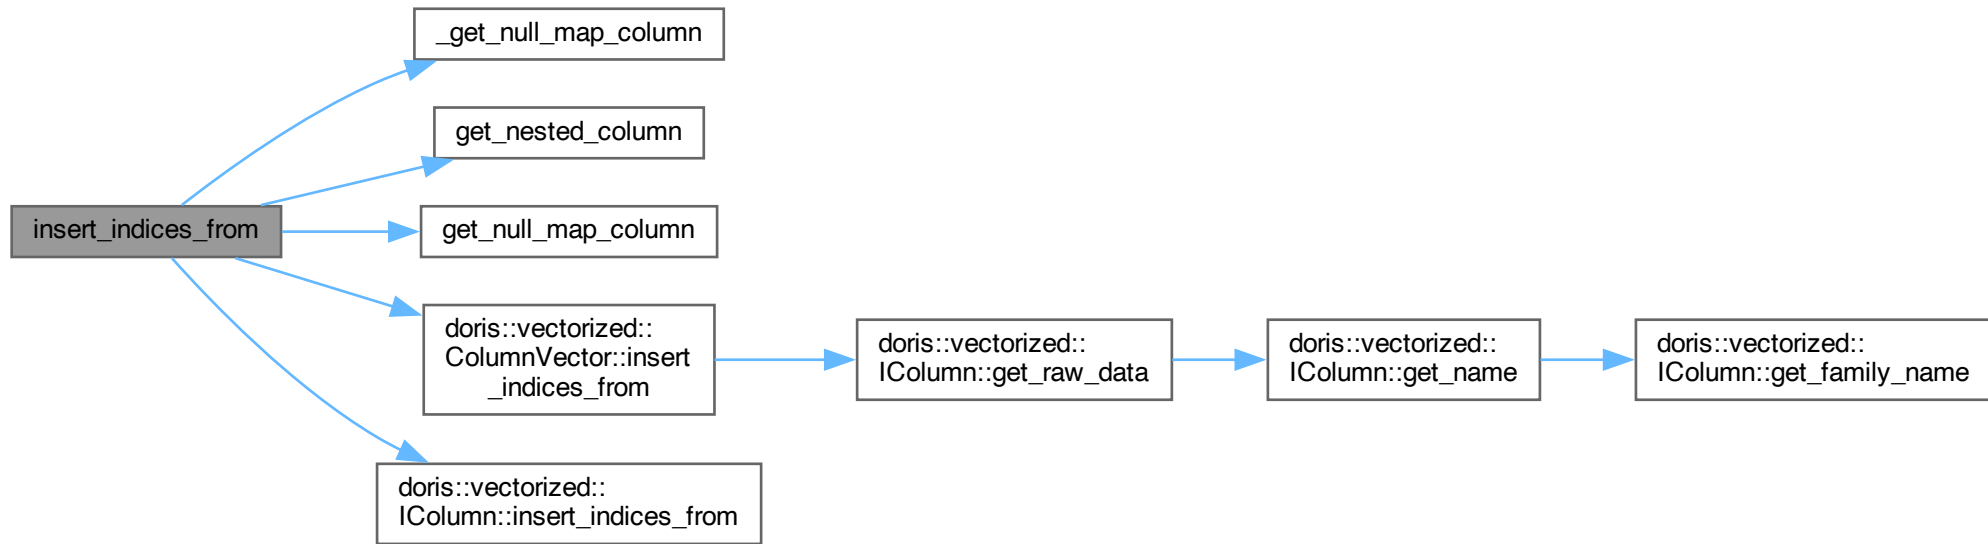 _get_null_map_column
get_nested_column
insert_indices_from
get_null_map_column
doris::vectorized::
ColumnVector::insert
_indices_from
doris::vectorized::
IColumn::get_raw_data
doris::vectorized::
IColumn::get_name
doris::vectorized::
IColumn::get_family_name
doris::vectorized::
IColumn::insert_indices_from